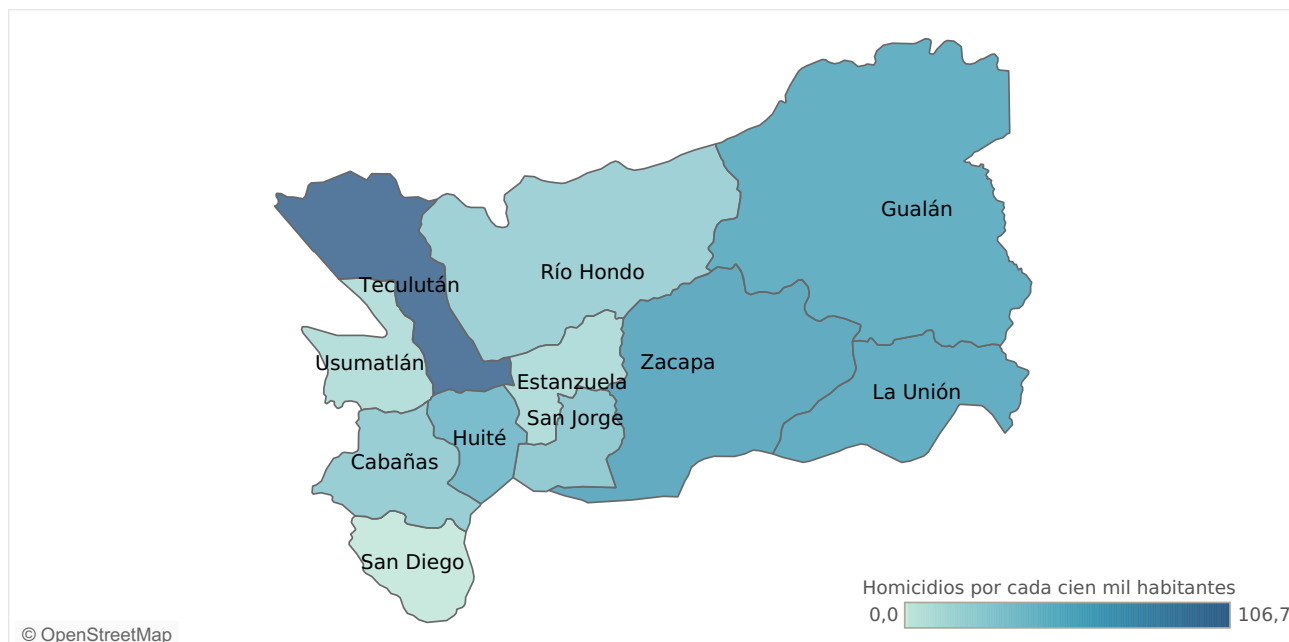 Gualán
Río Hondo
Teculután
Usumatlán
Zacapa
Estanzuela
La Unión
San Jorge
Huité
Cabañas
San Diego
Homicidios por cada cien mil habitantes
0,0 106,7
© OpenStreetMap